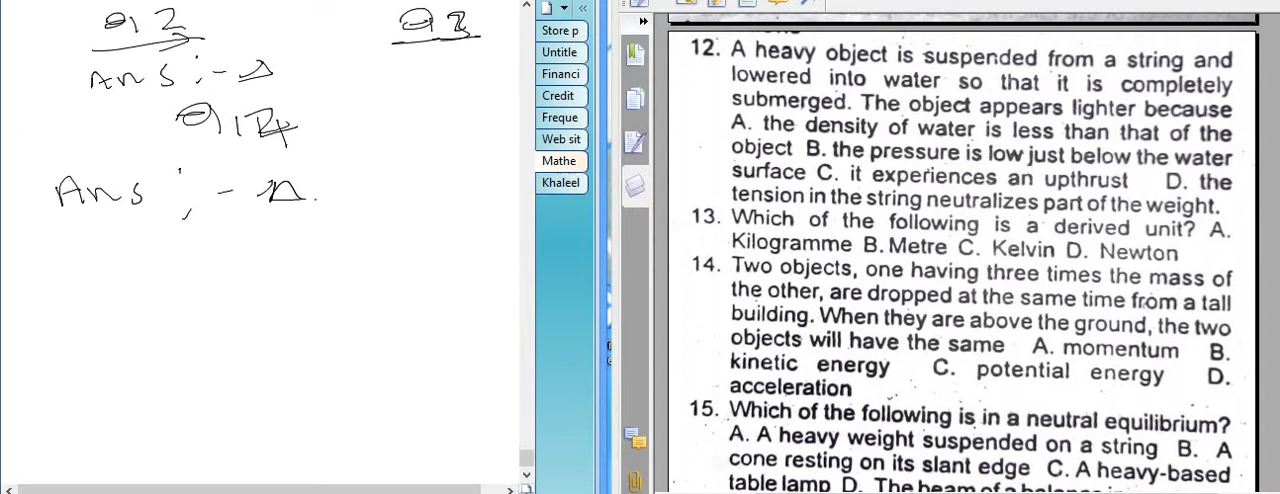 Ans :-
Ans : -
Store p
Untitle
Financi
Credit
Freque
Web sit
Mathe
Khaleel
12. A heavy object is suspended from a string and
lowered into water so that it is completely
submerged. The object appears lighter because
A. the density of water is less than that of the
object B. the pressure is low just below the water
surface C. it experiences an upthrust D. the
tension in the string neutralizes part of the weight.
13. Which of the following is a derived unit? A.
Kilogramme B. Metre C. Kelvin D. Newton
14. Two objects, one having three times the mass of
the other, are dropped at the same time from a tall
building. When they are above the ground, the two
objects will have the same A. momentum B.
kinetic energy C. potential energy D.
acceleration
15. Which of the following is in a neutral equilibrium?
A. A heavy weight suspended on a string B. A
cone resting on its slant edge C. A heavy-based
table lamp D. The beam of a balance